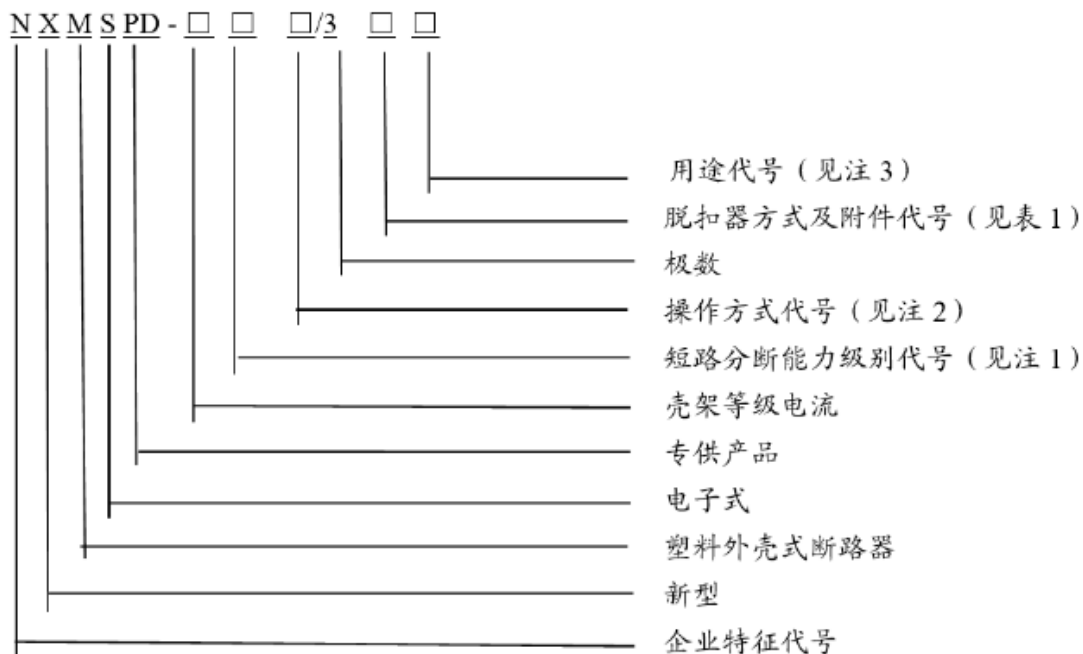 N X M S PD - □ □ □/3 □ □
用途代号（见注 3）
脱扣器方式及附件代号（见表 1）
极数
操作方式代号（见注 2）
短路分断能力级别代号（见注 1）
壳架等级电流
专供产品
电子式
塑料外壳式断路器
新型
企业特征代号